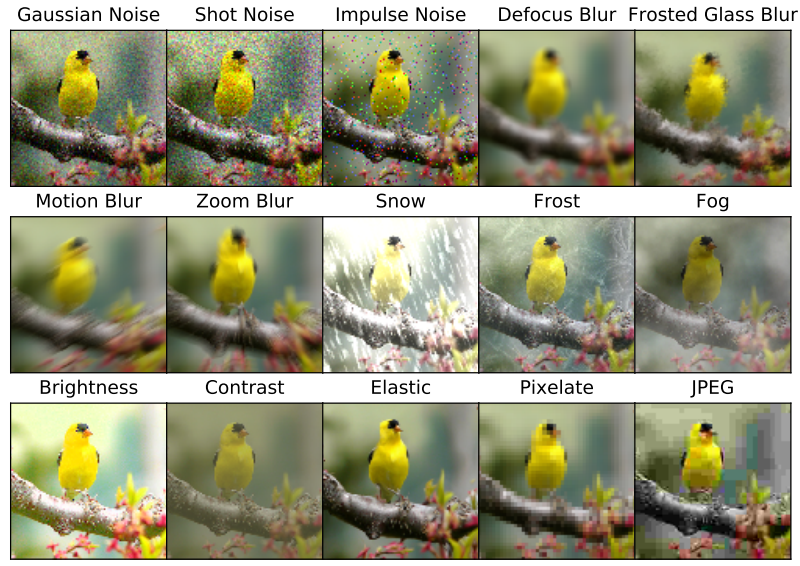 Gaussian Noise Shot Noise Impulse Noise Defocus Blur Frosted Glass Blur
Motion Blur Zoom Blur Snow Frost Fog
Brightness Contrast Elastic Pixelate JPEG